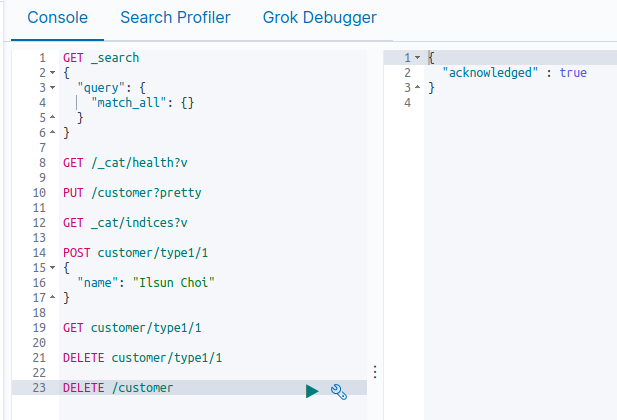 Console Search Profiler Grok Debugger
1 GET _search
2 {
3 "query": {
4 "match_all": {}
5 }
6 }
7
8 GET /_cat/health?v
9
10 PUT /customer?pretty
11
12 GET _cat/indices?v
13
14 POST customer/type1/1
15 {
16 "name": "Ilsun Choi"
17 }
18
19 GET customer/type1/1
20
21 DELETE customer/type1/1
22
23 DELETE /customer
1 {
2 "acknowledged" : true
3 }
4